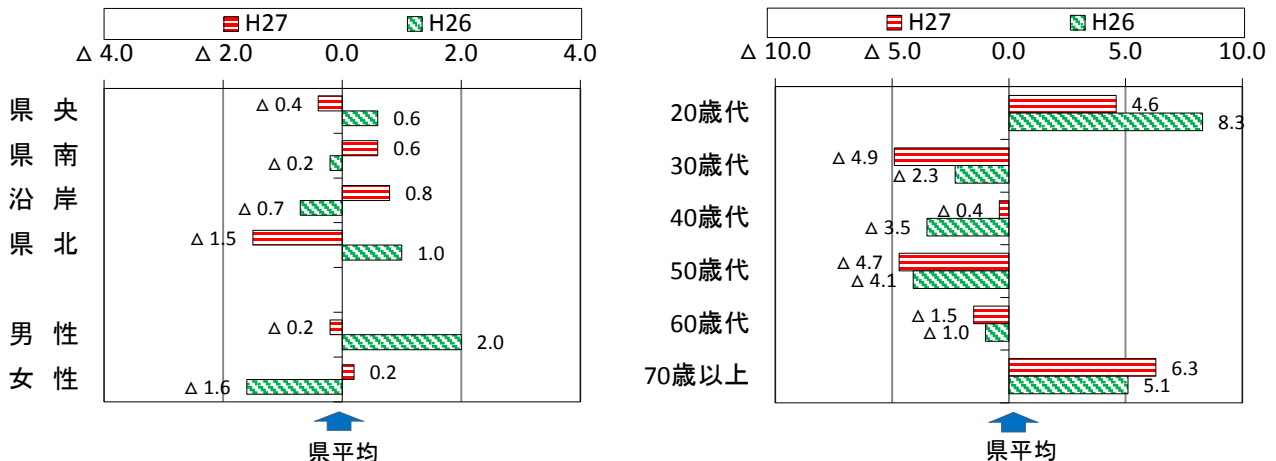 H27 H26
△ 4.0 △ 2.0 0.0 2.0 4.0
県 央 △ 0.4 0.6
県 南 0.6 △ 0.2
沿 岸 0.8 △ 0.7
県 北 △ 1.5 1.0
男 性 △ 0.2 2.0
女 性 0.2 △ 1.6
県平均
H27 H26
△ 10.0 △ 5.0 0.0 5.0 10.0
20歳代 4.6 8.3
30歳代 △ 4.9 △ 2.3
40歳代 △ 0.4 △ 3.5
50歳代 △ 4.7 △ 4.1
60歳代 △ 1.5 △ 1.0
70歳以上 6.3 5.1
県平均